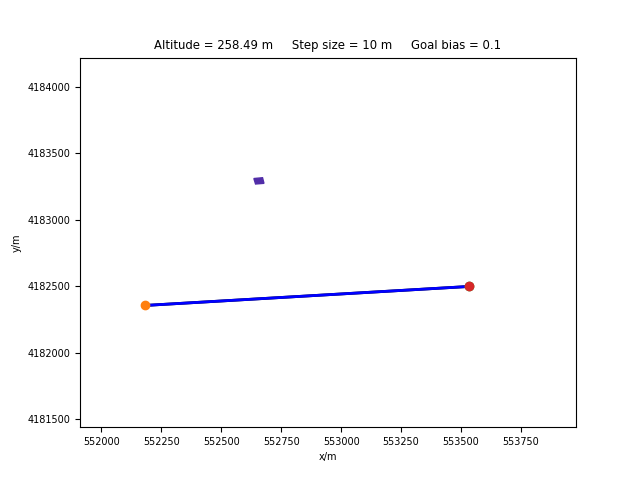 Altitude = 258.49 m     Step size = 10 m     Goal bias = 0.1
4184000
4183500
4183000
4182500
4182000
4181500
y/m
552000 552250 552500 552750 553000 553250 553500 553750
x/m